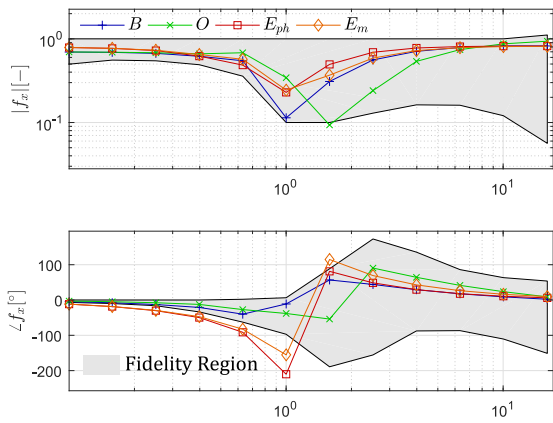 B O E_ph E_m
|f_x|[−]
10^0
10^−1
10^0 10^1
∠f_x[°]
100
0
-100
-200
Fidelity Region
10^0 10^1